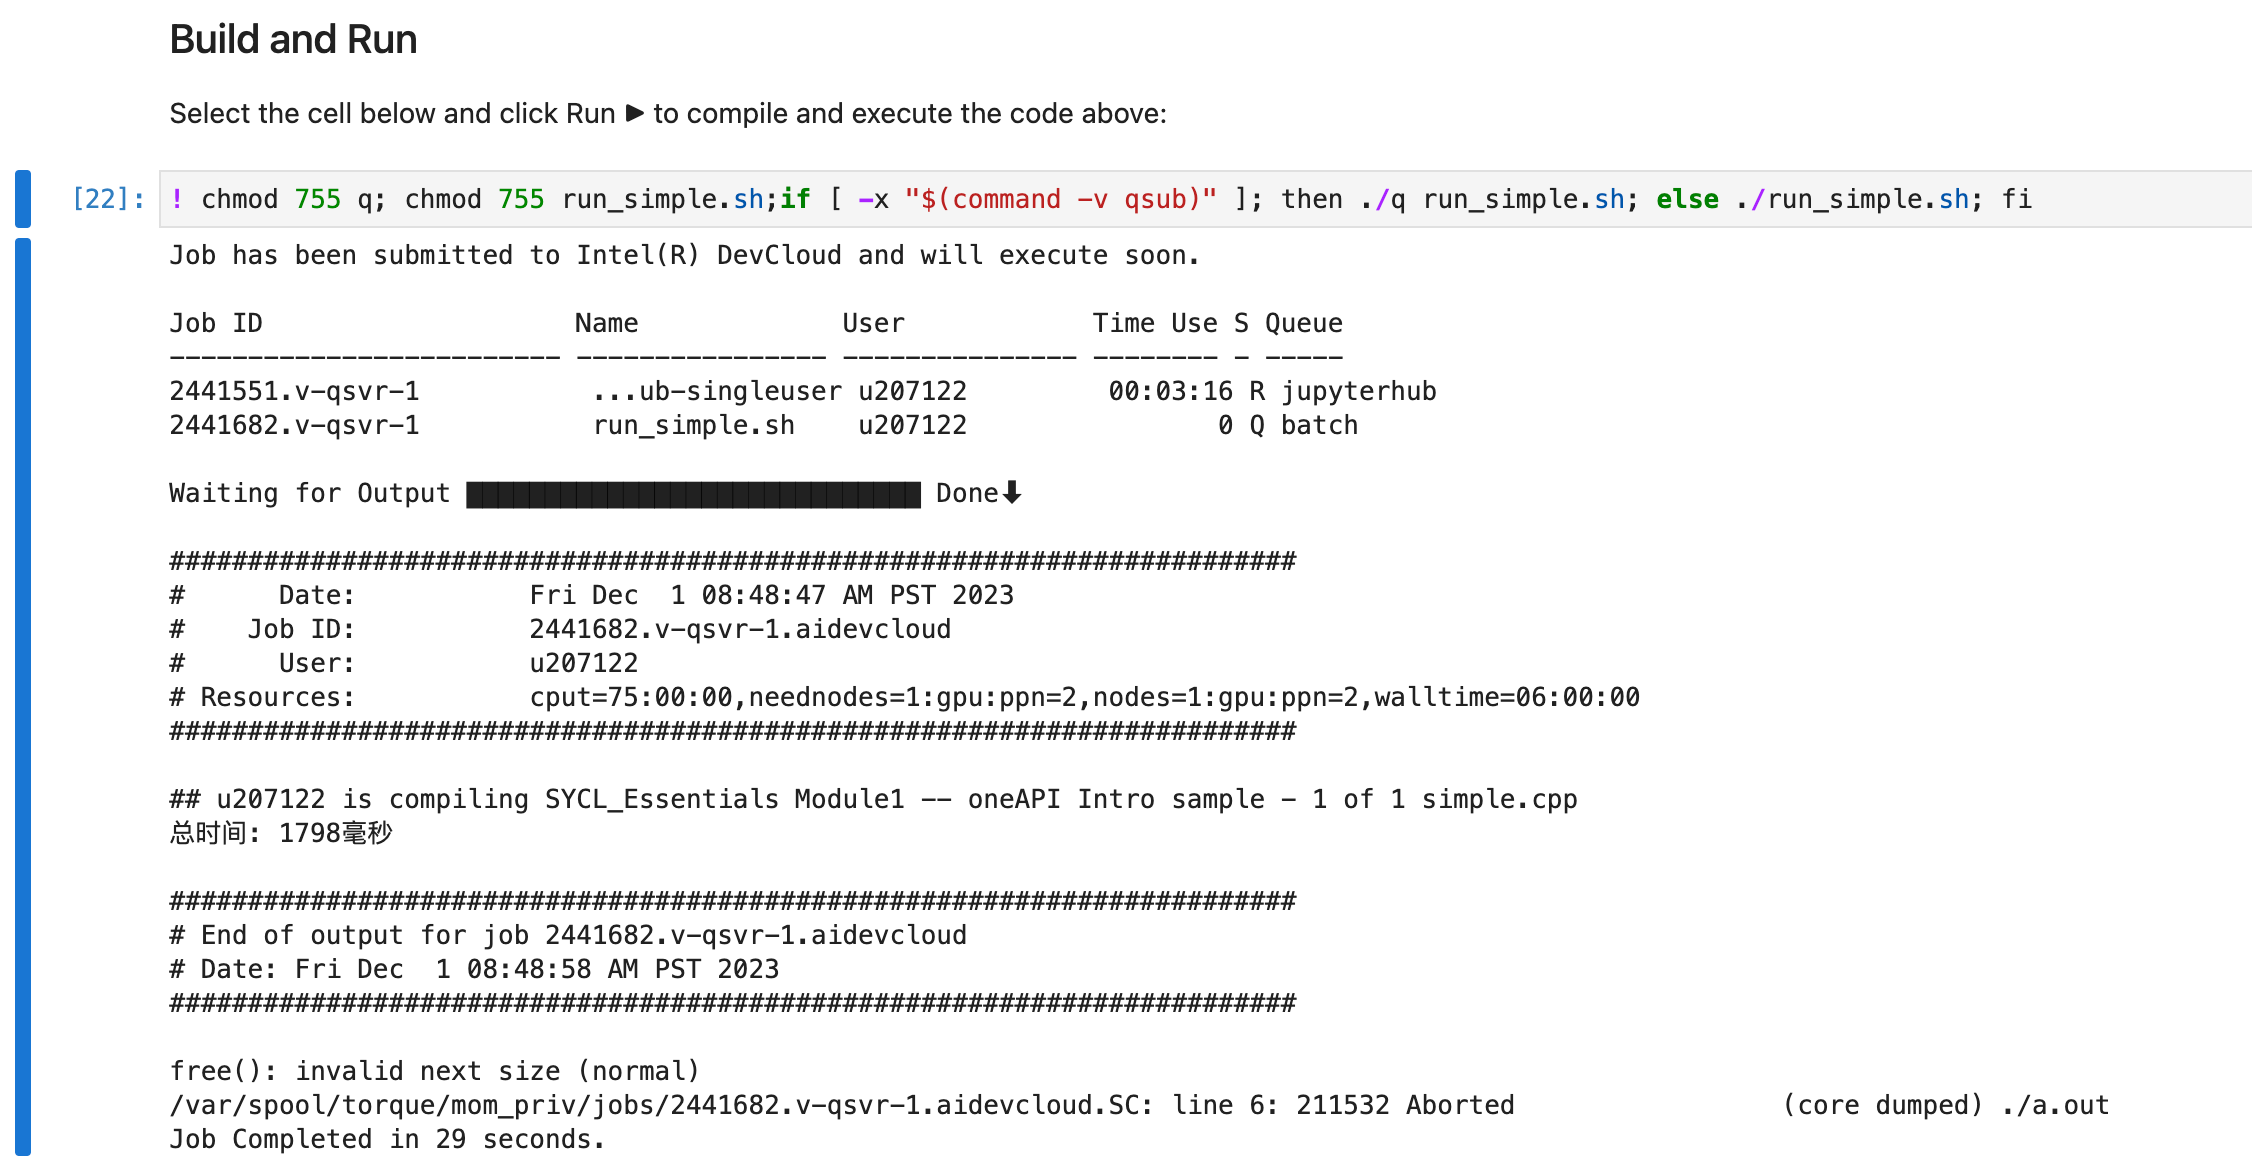 Build and Run
Select the cell below and click Run ▶ to compile and execute the code above:
[22]: ! chmod 755 q; chmod 755 run_simple.sh;if [ -x "$(command -v qsub)" ]; then ./q run_simple.sh; else ./run_simple.sh; fi
Job has been submitted to Intel(R) DevCloud and will execute soon.
Job ID                    Name             User            Time Use S Queue
------------------------- ---------------- --------------- -------- - -----
2441551.v-qsvr-1           ...ub-singleuser u207122         00:03:16 R jupyterhub
2441682.v-qsvr-1           run_simple.sh    u207122                0 Q batch
Waiting for Output █████████████████████████████ Done⬇
########################################################################
#      Date:           Fri Dec  1 08:48:47 AM PST 2023
#    Job ID:           2441682.v-qsvr-1.aidevcloud
#      User:           u207122
# Resources:           cput=75:00:00,neednodes=1:gpu:ppn=2,nodes=1:gpu:ppn=2,walltime=06:00:00
########################################################################
## u207122 is compiling SYCL_Essentials Module1 -- oneAPI Intro sample - 1 of 1 simple.cpp
总时间: 1798毫秒
########################################################################
# End of output for job 2441682.v-qsvr-1.aidevcloud
# Date: Fri Dec  1 08:48:58 AM PST 2023
########################################################################
free(): invalid next size (normal)
/var/spool/torque/mom_priv/jobs/2441682.v-qsvr-1.aidevcloud.SC: line 6: 211532 Aborted                 (core dumped) ./a.out
Job Completed in 29 seconds.